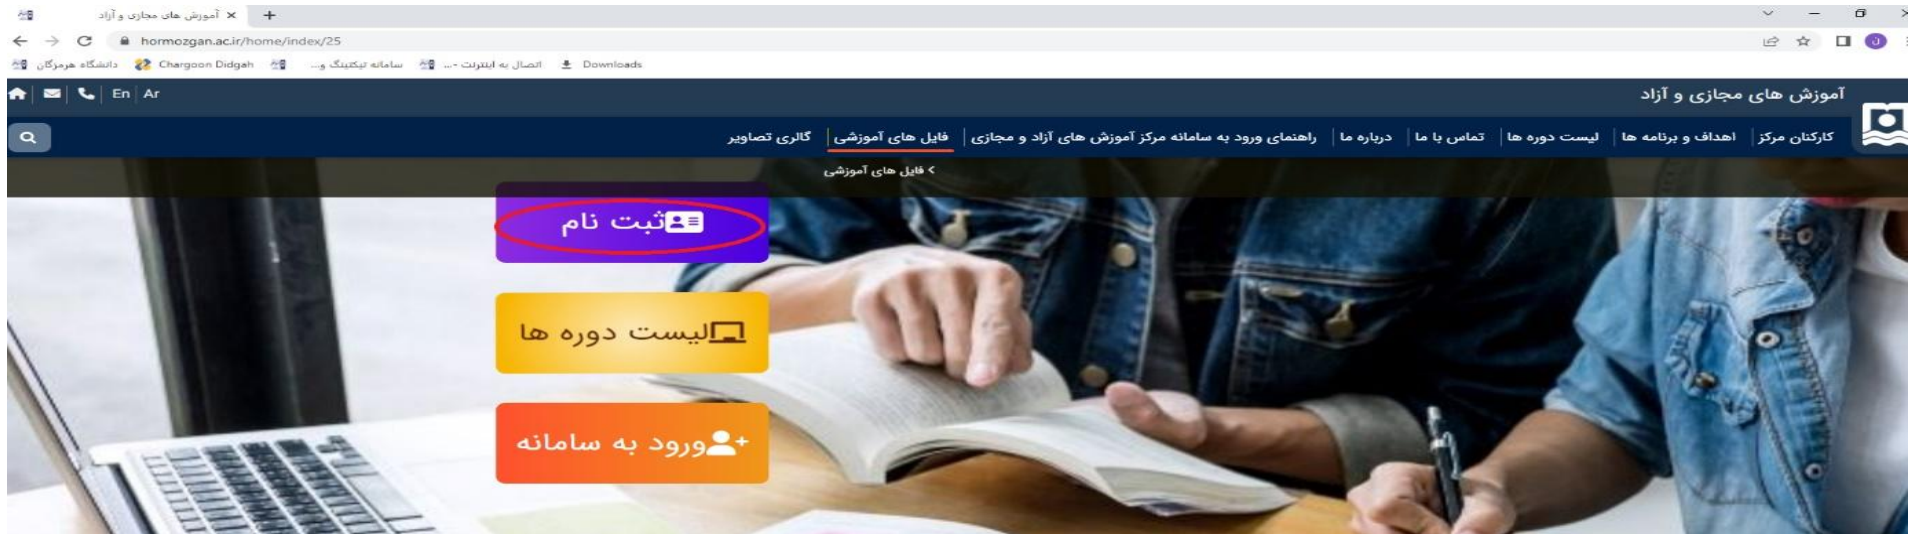 آموزش های مجازی و آزاد
hormozgan.ac.ir/home/index/25
دانشگاه هرمزگان Chargoon Didgah سامانه تیکتینگ و... اتصال به اینترنت -... Downloads
En Ar
آموزش های مجازی و آزاد
کارکنان مرکز اهداف و برنامه ها لیست دوره ها تماس با ما درباره ما راهنمای ورود به سامانه مرکز آموزش های آزاد و مجازی فایل های آموزشی گالری تصاویر
فایل های آموزشی
ثبت نام
لیست دوره ها
ورود به سامانه